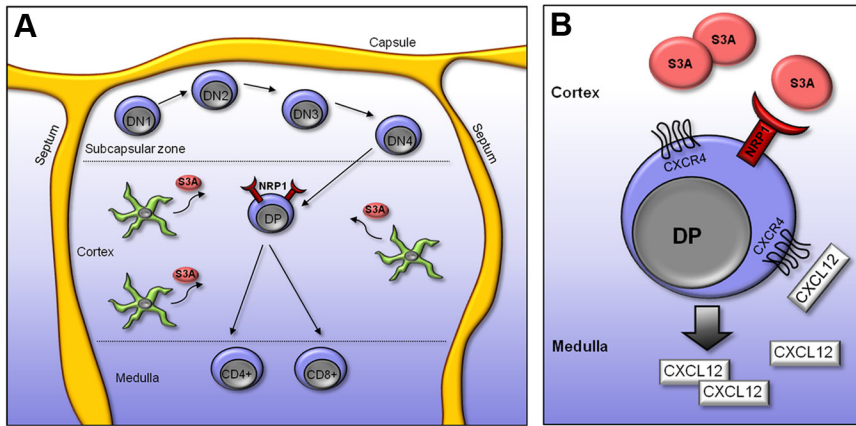 A
Capsule
DN1
DN2
DN3
DN4
Septum
Septum
Subcapsular zone
S3A
NRP1
DP
S3A
Cortex
S3A
Medulla
CD4+
CD8+
B
S3A
S3A
S3A
Cortex
NRP1
CXCR4
DP
CXCR4
CXCL12
Medulla
CXCL12
CXCL12
CXCL12